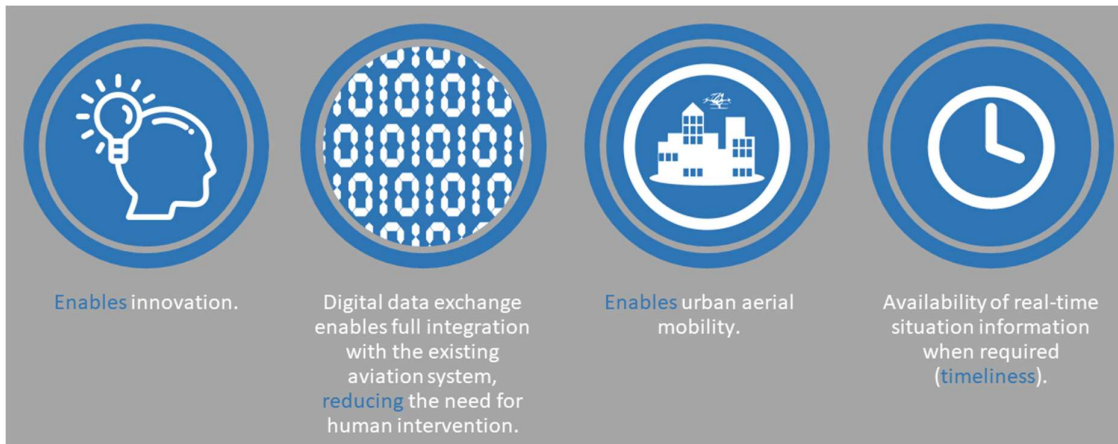 Enables innovation.
Digital data exchange
enables full integration
with the existing
aviation system,
reducing the need for
human intervention.
Enables urban aerial
mobility.
Availability of real-time
situation information
when required
(timeliness).